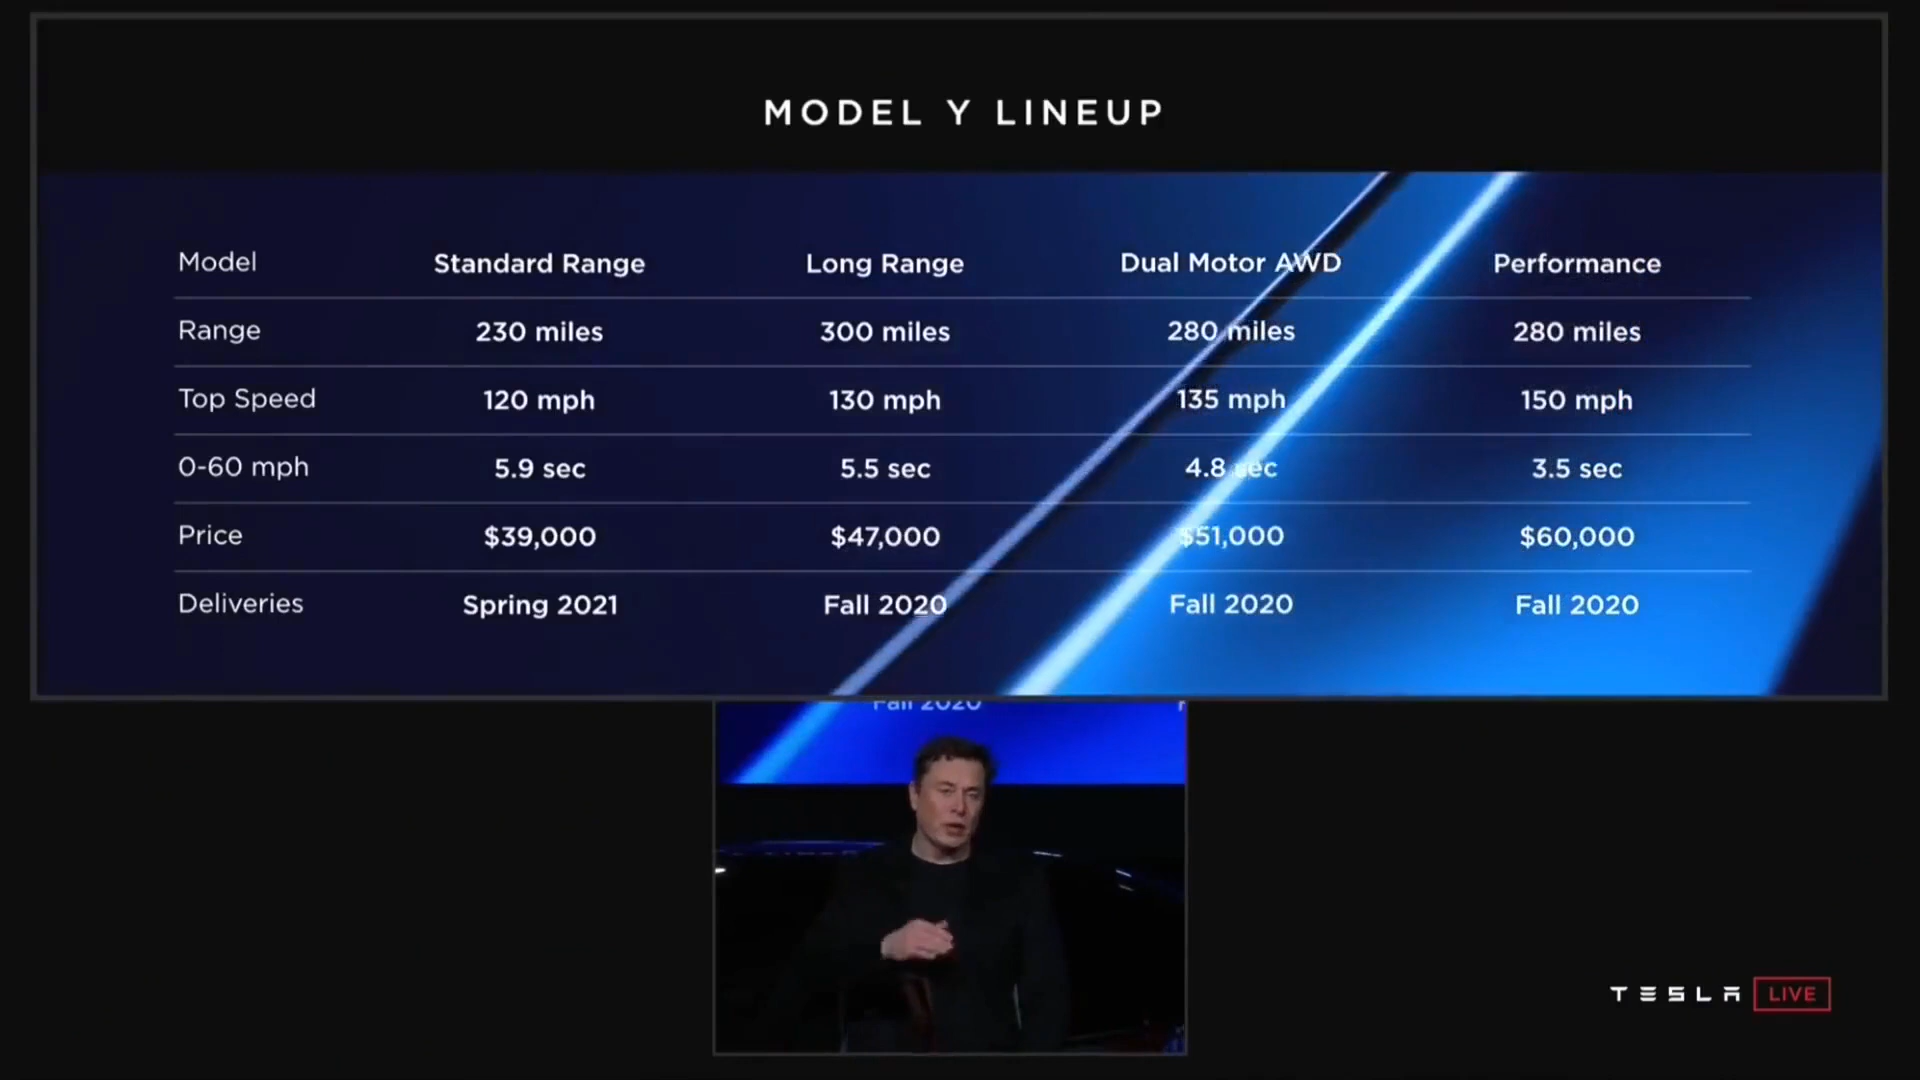 MODEL Y LINEUP
Model Standard Range Long Range Dual Motor AWD Performance
Range 230 miles 300 miles 280 miles 280 miles
Top Speed 120 mph 130 mph 135 mph 150 mph
0-60 mph 5.9 sec 5.5 sec 4.8 sec 3.5 sec
Price $39,000 $47,000 $51,000 $60,000
Deliveries Spring 2021 Fall 2020 Fall 2020 Fall 2020
Fall 2020
TESLA LIVE